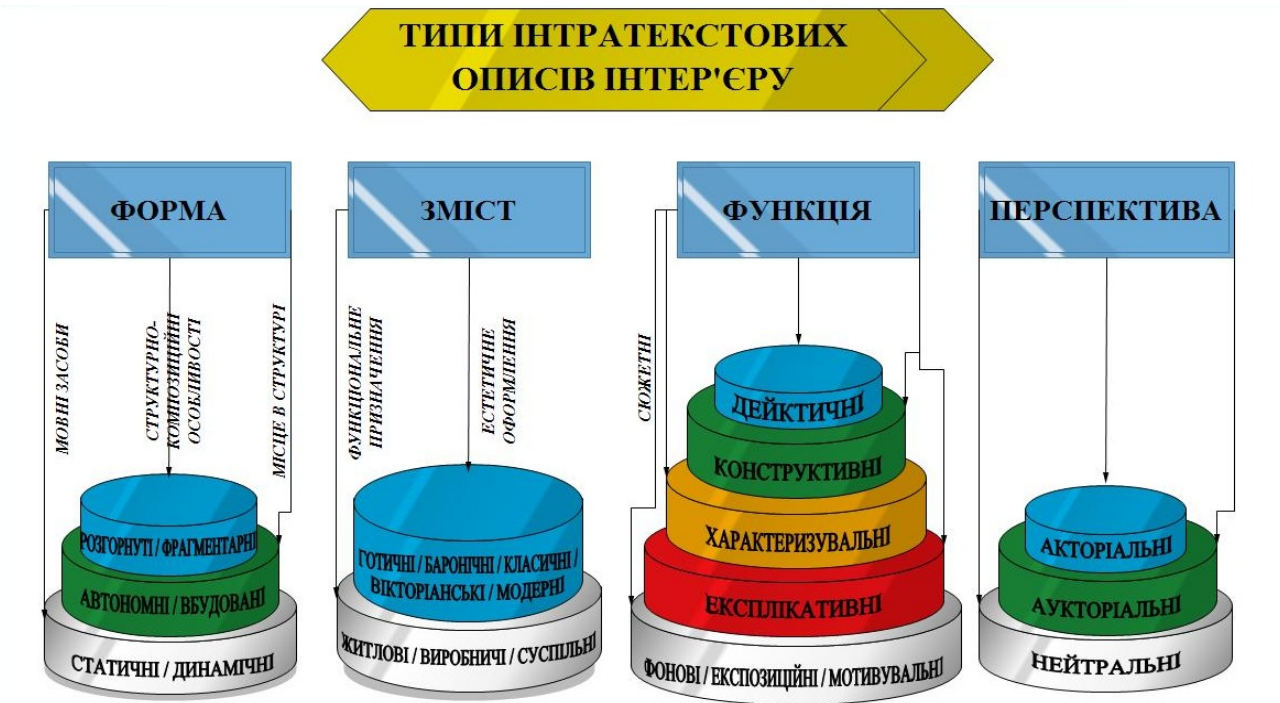 ТИПИ ІНТРАТЕКСТОВИХ
ОПИСІВ ІНТЕР'ЄРУ
ФОРМА
МОВНІ ЗАСОБИ
СТРУКТУРНО-
КОМПОЗИЦІЙНІ
ОСОБЛИВОСТІ
МІСЦЕ В СТРУКТУРІ
РОЗГОРНУТІ / ФРАГМЕНТАРНІ
АВТОНОМНІ / ВБУДОВАНІ
СТАТИЧНІ / ДИНАМІЧНІ
ЗМІСТ
ФУНКЦІОНАЛЬНЕ
ПРИЗНАЧЕННЯ
ЕСТЕТИЧНЕ
ОФОРМЛЕННЯ
ГОТИЧНІ / БАРОНІЧНІ / КЛАСИЧНІ /
ВІКТОРІАНСЬКІ / МОДЕРНІ
ЖИТЛОВІ / ВИРОБНИЧІ / СУСПІЛЬНІ
ФУНКЦІЯ
СЮЖЕТНІ
ДЕЙКТИЧНІ
КОНСТРУКТИВНІ
ХАРАКТЕРИЗУВАЛЬНІ
ЕКСПЛІКАТИВНІ
ФОНОВІ / ЕКСПОЗИЦІЙНІ / МОТИВУВАЛЬНІ
ПЕРСПЕКТИВА
АКТОРІАЛЬНІ
АУКТОРІАЛЬНІ
НЕЙТРАЛЬНІ